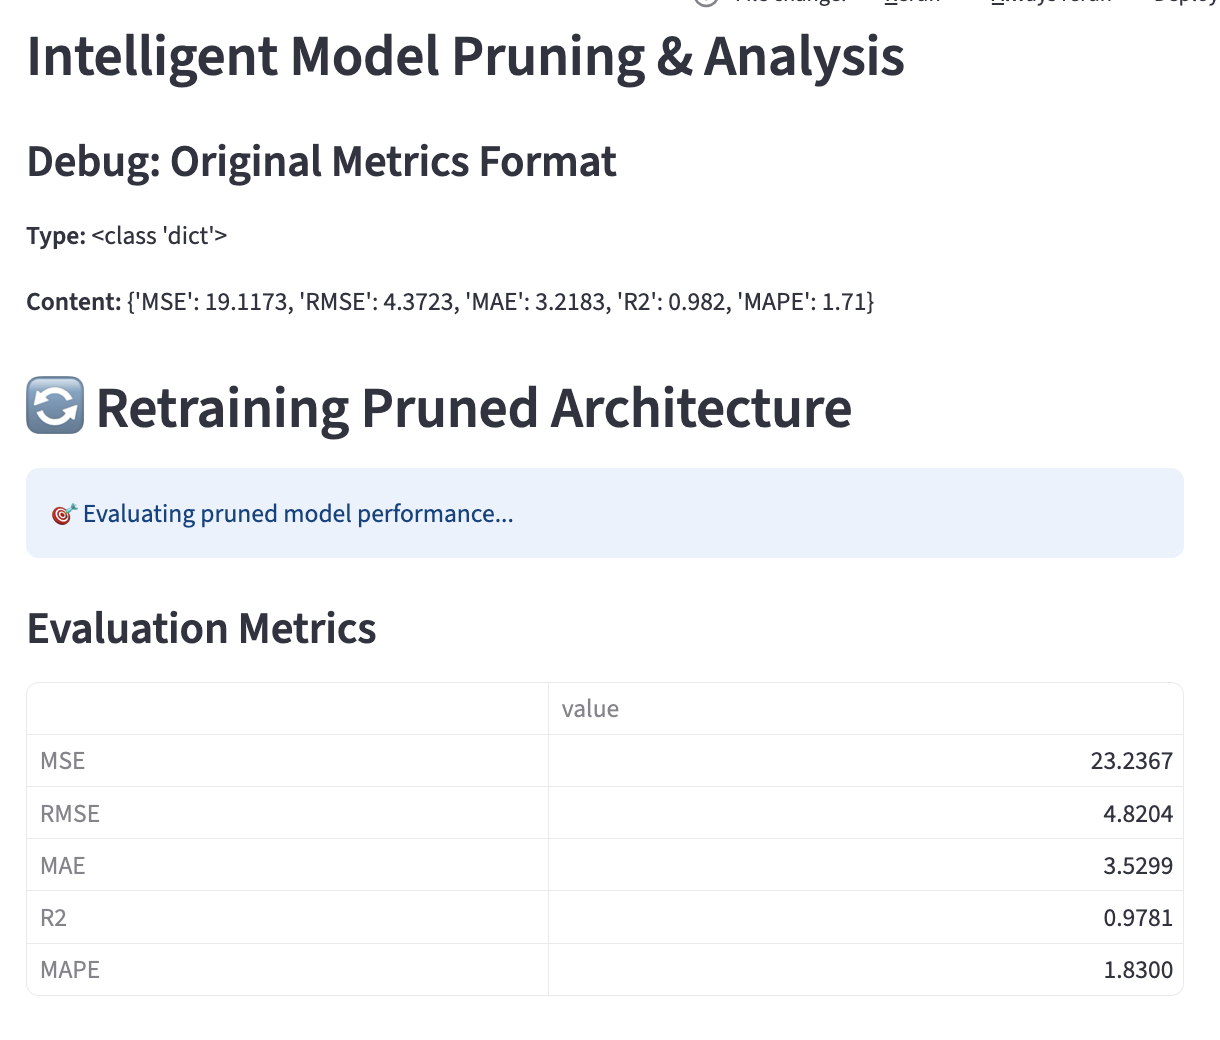 Intelligent Model Pruning & Analysis
Debug: Original Metrics Format
Type: <class 'dict'>
Content: {'MSE': 19.1173, 'RMSE': 4.3723, 'MAE': 3.2183, 'R2': 0.982, 'MAPE': 1.71}
Retraining Pruned Architecture
Evaluating pruned model performance...
Evaluation Metrics
value
MSE 23.2367
RMSE 4.8204
MAE 3.5299
R2 0.9781
MAPE 1.8300